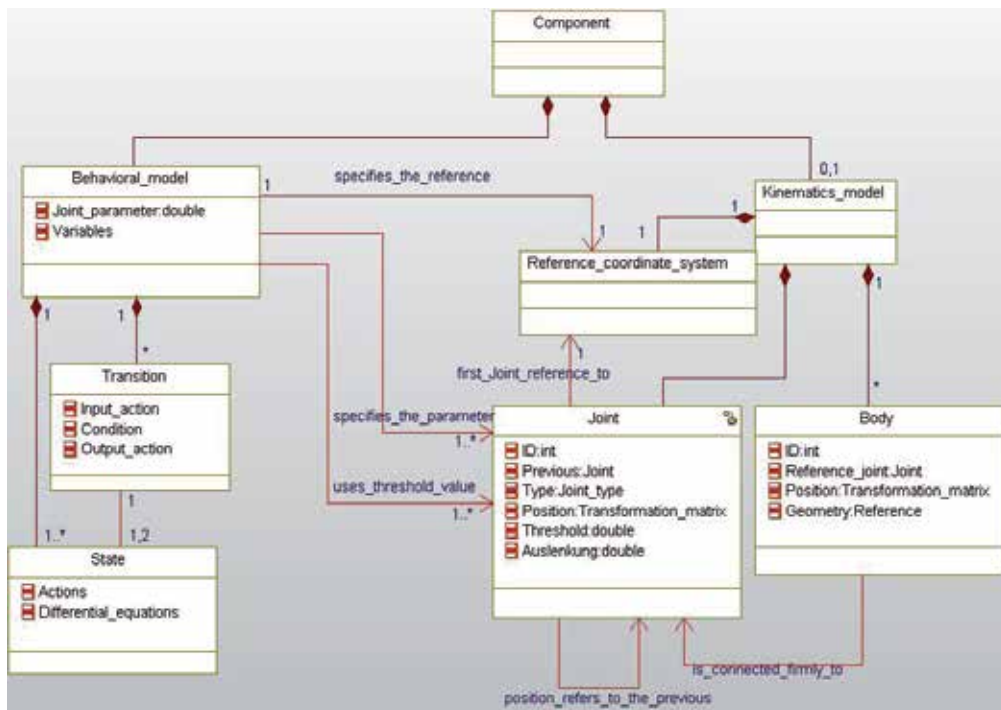 Component
Behavioral_model
Joint_parameter:double
Variables
1
specifies_the_reference
1
0,1
Kinematics_model
1
1
Reference_coordinate_system
1
1
1
*
Transition
Input_action
Condition
Output_action
1
1,2
1..*
State
Actions
Differential_equations
specifies_the_parameter
1..*
uses_threshold_value
1..*
first_Joint_reference_to
1
Joint
ID:int
Previous:Joint
Type:Joint_type
Position:Transformation_matrix
Threshold:double
Auslenkung:double
position_refers_to_the_previous
*
Body
ID:int
Reference_joint:Joint
Position:Transformation_matrix
Geometry:Reference
is_connected_firmly_to